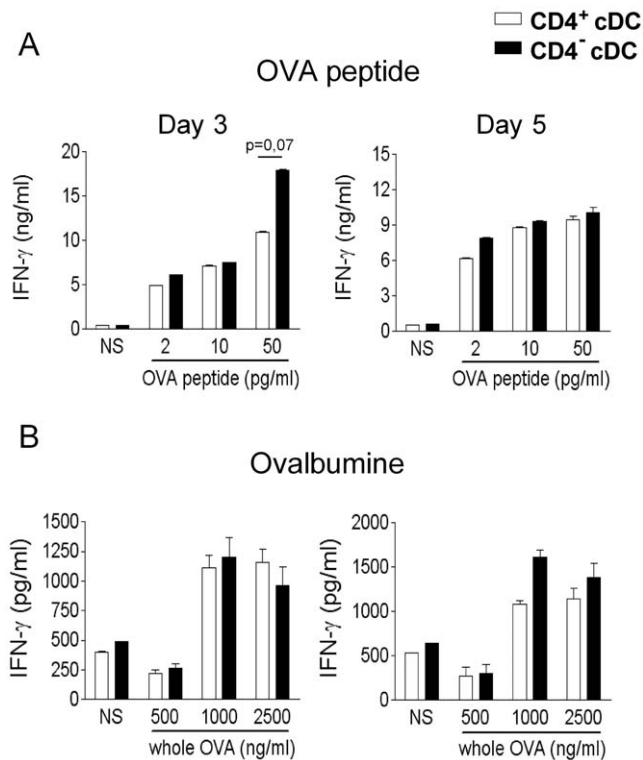 CD4+ cDC
CD4- cDC
A
OVA peptide
Day 3
Day 5
p=0,07
IFN-γ (ng/ml)
20
15
10
5
0
NS 2 10 50
OVA peptide (pg/ml)
IFN-γ (ng/ml)
15
12
9
6
3
0
NS 2 10 50
OVA peptide (pg/ml)
B
Ovalbumine
IFN-γ (pg/ml)
1500
1250
1000
750
500
250
0
NS 500 1000 2500
whole OVA (ng/ml)
IFN-γ (pg/ml)
2000
1500
1000
500
0
NS 500 1000 2500
whole OVA (ng/ml)